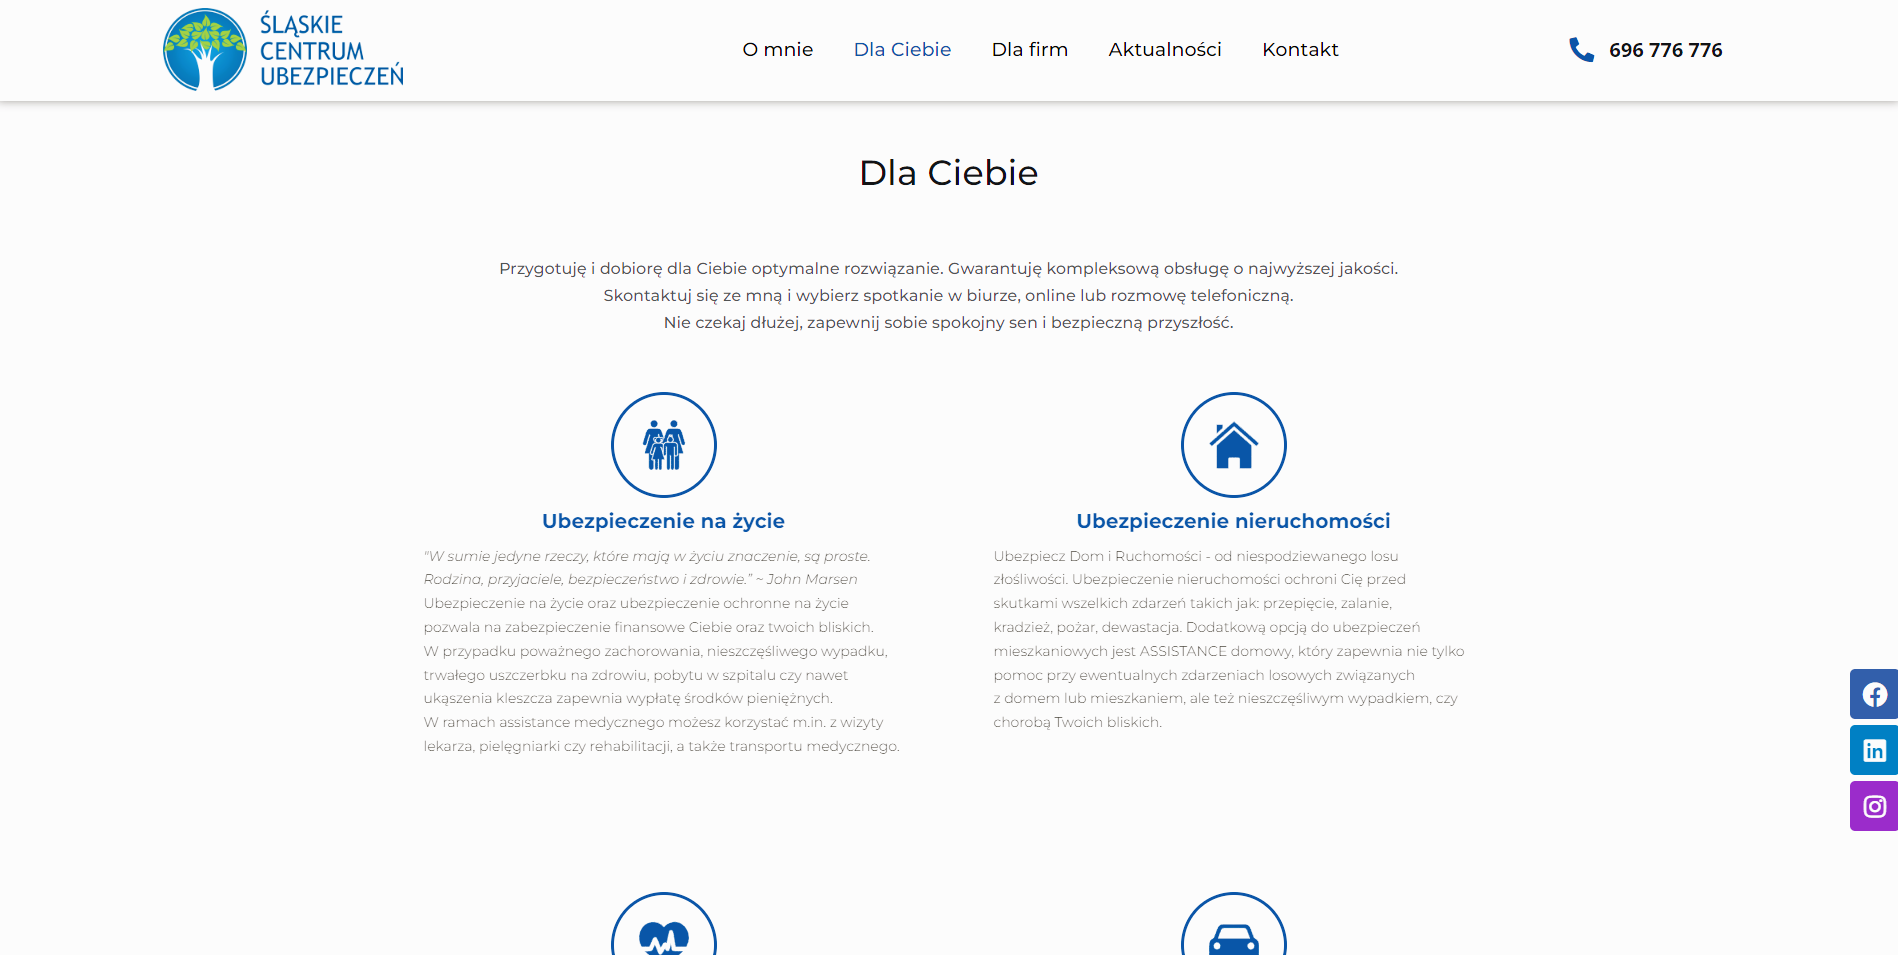 ŚLĄSKIE
CENTRUM
UBEZPIECZEŃ
O mnie
Dla Ciebie
Dla firm
Aktualności
Kontakt
696 776 776
Dla Ciebie
Przygotuję i dobiorę dla Ciebie optymalne rozwiązanie. Gwarantuję kompleksową obsługę o najwyższej jakości.
Skontaktuj się ze mną i wybierz spotkanie w biurze, online lub rozmowę telefoniczną.
Nie czekaj dłużej, zapewnij sobie spokojny sen i bezpieczną przyszłość.
Ubezpieczenie na życie
"W sumie jedyne rzeczy, które mają w życiu znaczenie, są proste.
Rodzina, przyjaciele, bezpieczeństwo i zdrowie.” ~ John Marsen
Ubezpieczenie na życie oraz ubezpieczenie ochronne na życie
pozwala na zabezpieczenie finansowe Ciebie oraz twoich bliskich.
W przypadku poważnego zachorowania, nieszczęśliwego wypadku,
trwałego uszczerbku na zdrowiu, pobytu w szpitalu czy nawet
ukąszenia kleszcza zapewnia wypłatę środków pieniężnych.
W ramach assistance medycznego możesz korzystać m.in. z wizyty
lekarza, pielęgniarki czy rehabilitacji, a także transportu medycznego.
Ubezpieczenie nieruchomości
Ubezpiecz Dom i Ruchomości - od niespodziewanego losu
złośliwości. Ubezpieczenie nieruchomości ochroni Cię przed
skutkami wszelkich zdarzeń takich jak: przepięcie, zalanie,
kradzież, pożar, dewastacja. Dodatkową opcją do ubezpieczeń
mieszkaniowych jest ASSISTANCE domowy, który zapewnia nie tylko
pomoc przy ewentualnych zdarzeniach losowych związanych
z domem lub mieszkaniem, ale też nieszczęśliwym wypadkiem, czy
chorobą Twoich bliskich.